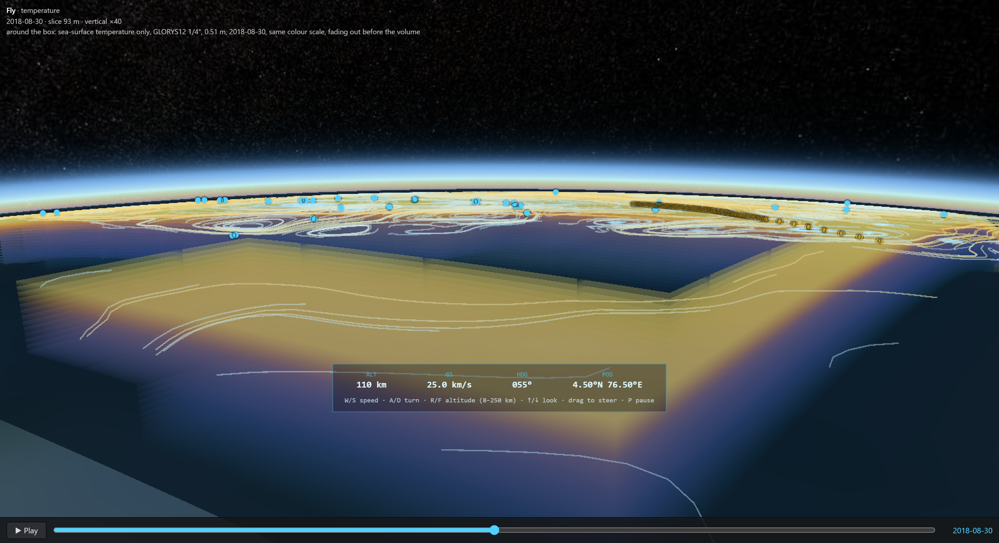 Fly · temperature
2018-08-30 · slice 93 m · vertical ×40
around the box: sea-surface temperature only, GLORYS12 1/4°, 0.51 m, 2018-08-30, same colour scale, fading out before the volume
ALT GS HDG POS
110 km 25.0 km/s 055° 4.50°N 76.50°E
W/S speed · A/D turn · R/F altitude (8–250 km) · ↑/↓ look · drag to steer · P pause
▶ Play 2018-08-30